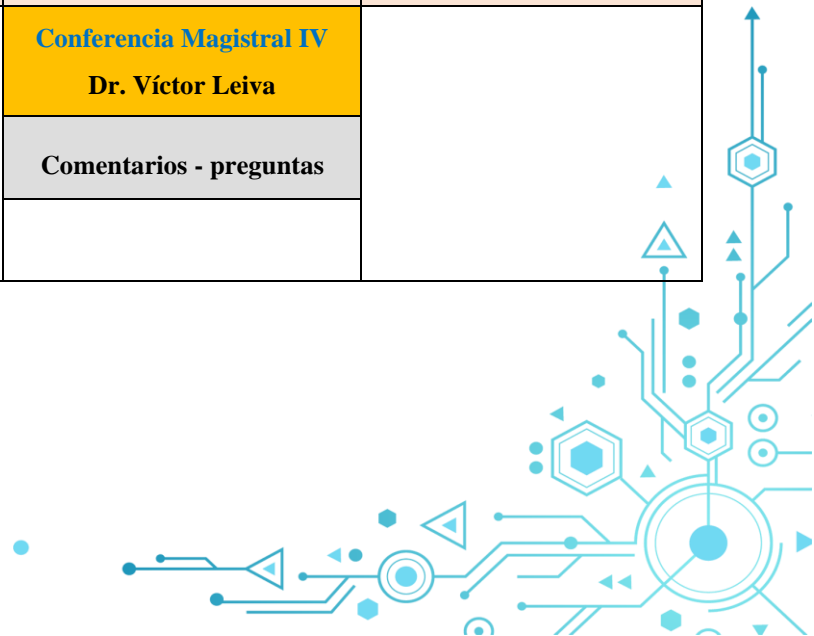 Conferencia Magistral IV
Dr. Víctor Leiva
Comentarios - preguntas